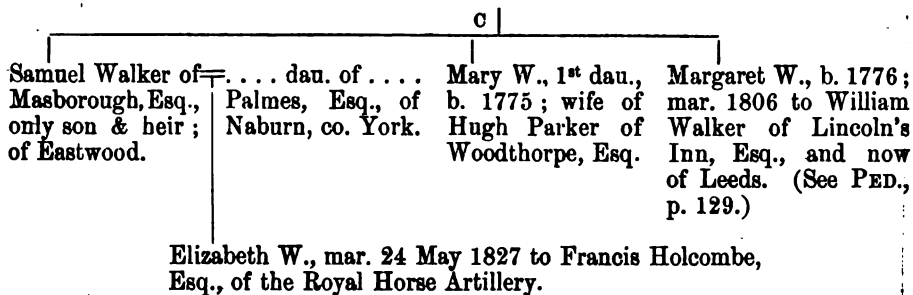 C
Samuel Walker of
Masborough, Esq.,
only son & heir;
of Eastwood.
. . . . dau. of . . . .
Palmes, Esq., of
Naburn, co. York.
Mary W., 1st dau.,
b. 1775; wife of
Hugh Parker of
Woodthorpe, Esq.
Margaret W., b. 1776;
mar. 1806 to William
Walker of Lincoln's
Inn, Esq., and now
of Leeds. (See PED.,
p. 129.)
Elizabeth W., mar. 24 May 1827 to Francis Holcombe,
Esq., of the Royal Horse Artillery.